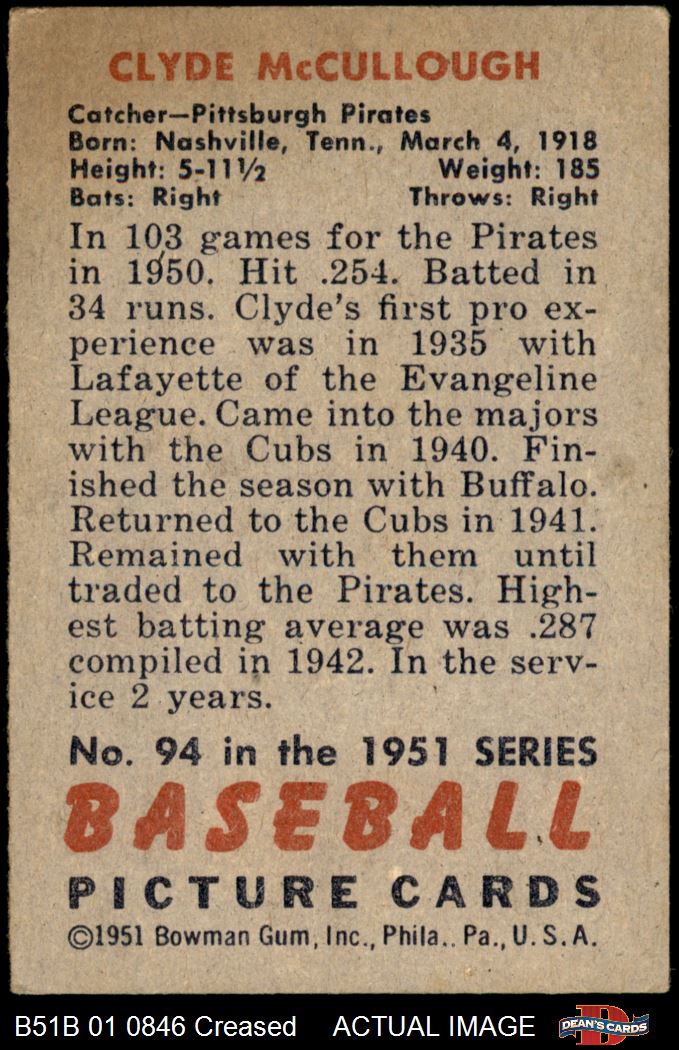 CLYDE McCULLOUGH
Catcher—Pittsburgh Pirates
Born: Nashville, Tenn., March 4, 1918
Height: 5-11½ Weight: 185
Bats: Right Throws: Right
In 103 games for the Pirates
in 1950. Hit .254. Batted in
34 runs. Clyde's first pro ex-
perience was in 1935 with
Lafayette of the Evangeline
League. Came into the majors
with the Cubs in 1940. Fin-
ished the season with Buffalo.
Returned to the Cubs in 1941.
Remained with them until
traded to the Pirates. High-
est batting average was .287
compiled in 1942. In the serv-
ice 2 years.
No. 94 in the 1951 SERIES
BASEBALL
PICTURE CARDS
©1951 Bowman Gum, Inc., Phila.. Pa., U. S. A.
B51B 01 0846 Creased ACTUAL IMAGE D DEAN'S CARDS